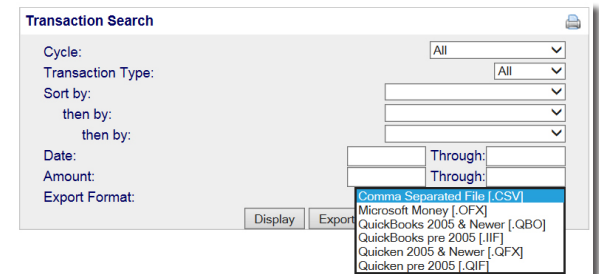 Transaction Search
Cycle: All
Transaction Type: All
Sort by:
then by:
then by:
Date: Through:
Amount: Through:
Export Format: Comma Separated File [.CSV]
Microsoft Money [.OFX]
Display Export QuickBooks 2005 & Newer [.QBO]
QuickBooks pre 2005 [.IIF]
Quicken 2005 & Newer [.QFX]
Quicken pre 2005 [.QIF]